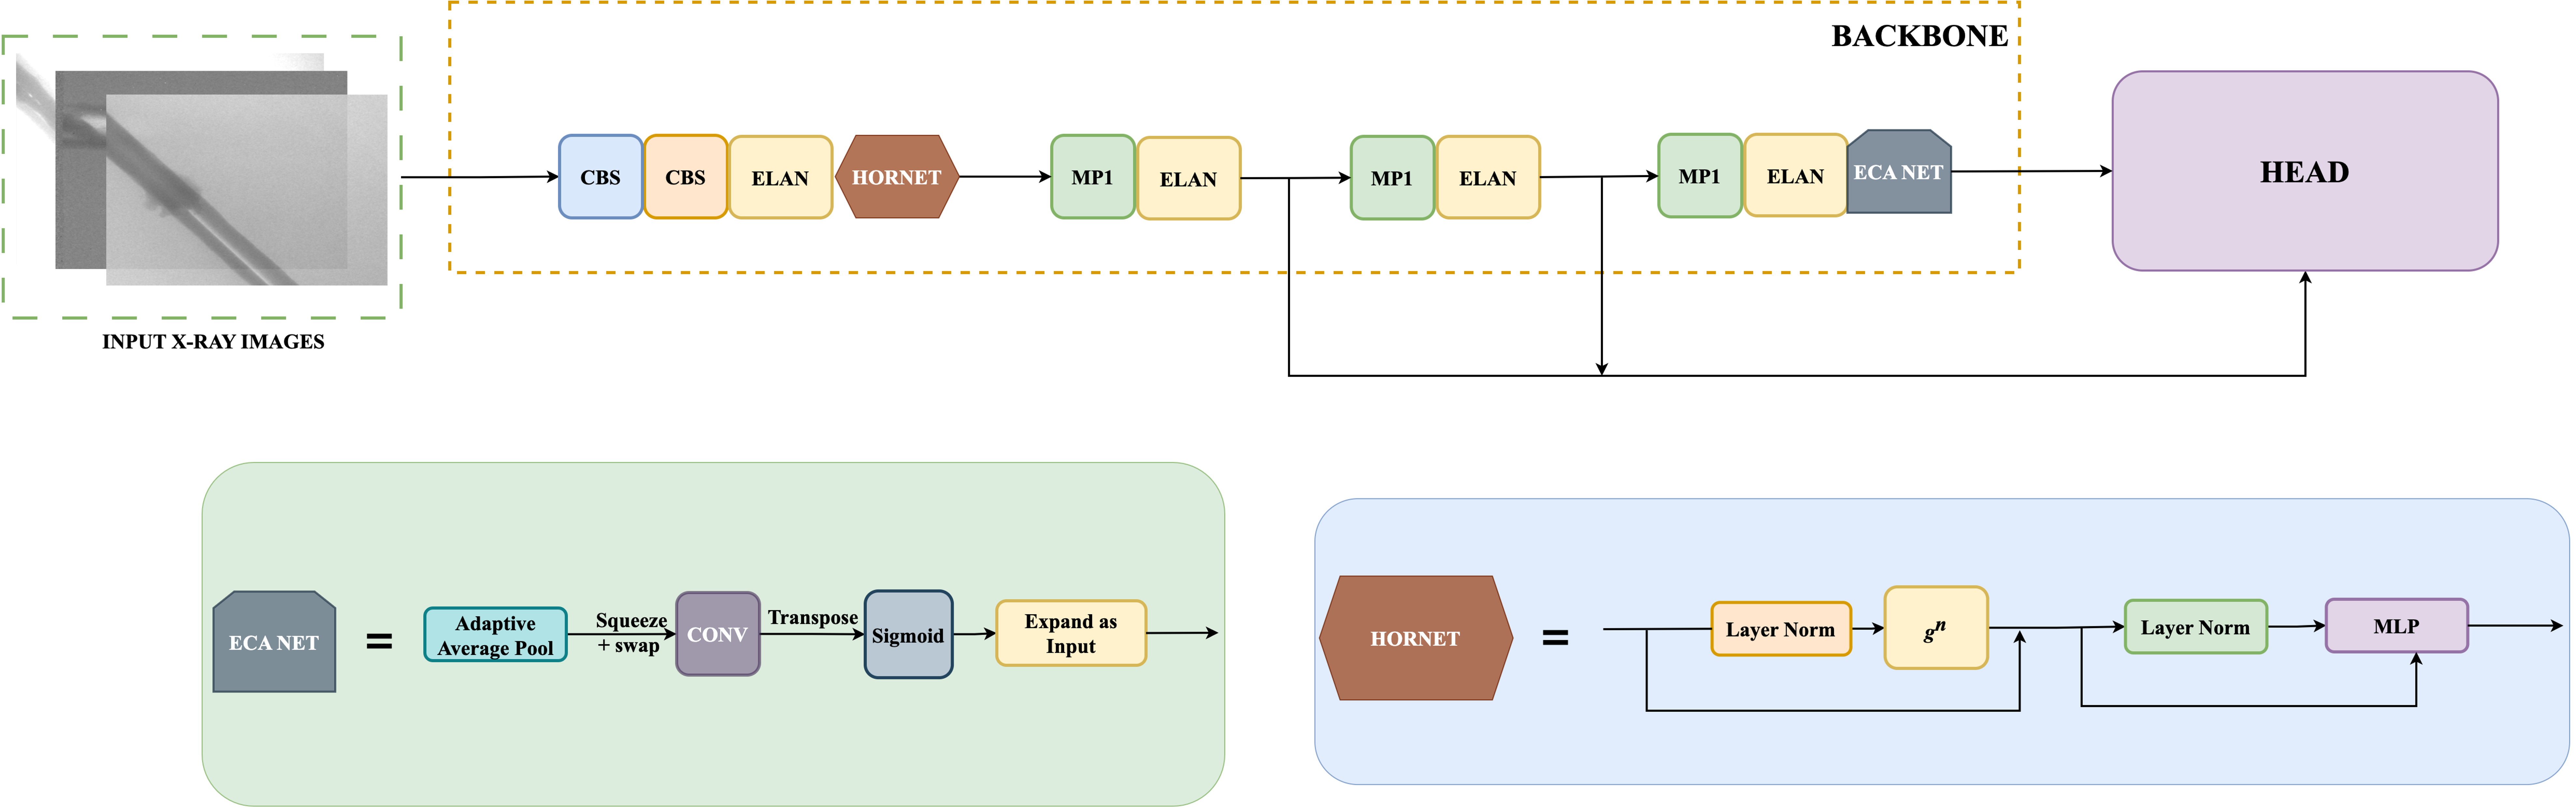 BACKBONE
CBS
CBS
ELAN
HORNET
MP1
ELAN
MP1
ELAN
MP1
ELAN
ECA NET
HEAD
INPUT X-RAY IMAGES
ECA NET
=
Adaptive
Average Pool
Squeeze
+ swap
CONV
Transpose
Sigmoid
Expand as
Input
HORNET
=
Layer Norm
gⁿ
Layer Norm
MLP